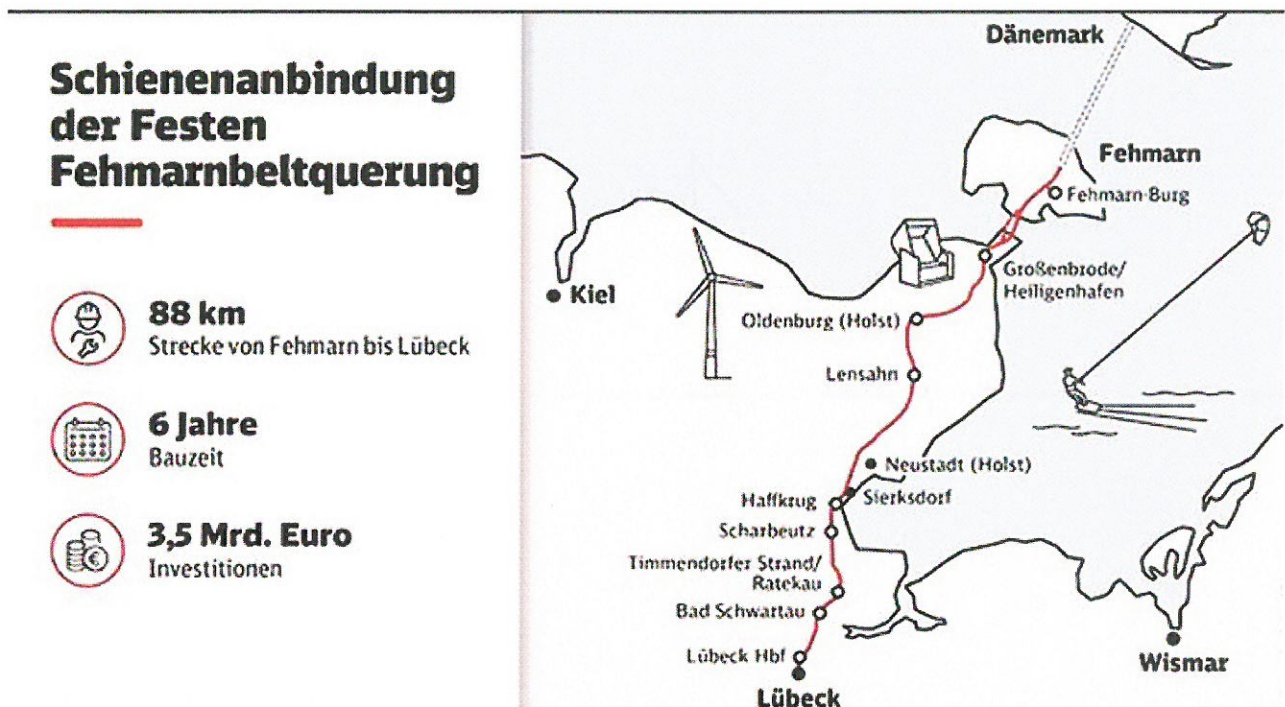 Schienenanbindung
der Festen
Fehmarnbeltquerung
88 km
Strecke von Fehmarn bis Lübeck
6 Jahre
Bauzeit
3,5 Mrd. Euro
Investitionen
Dänemark
Fehmarn
Fehmarn-Burg
Großenbrode/
Heiligenhafen
Kiel
Oldenburg (Holst)
Lensahn
Neustadt (Holst)
Sierksdorf
Haffkrug
Scharbeutz
Timmendorfer Strand/
Ratekau
Bad Schwartau
Lübeck Hbf
Lübeck
Wismar